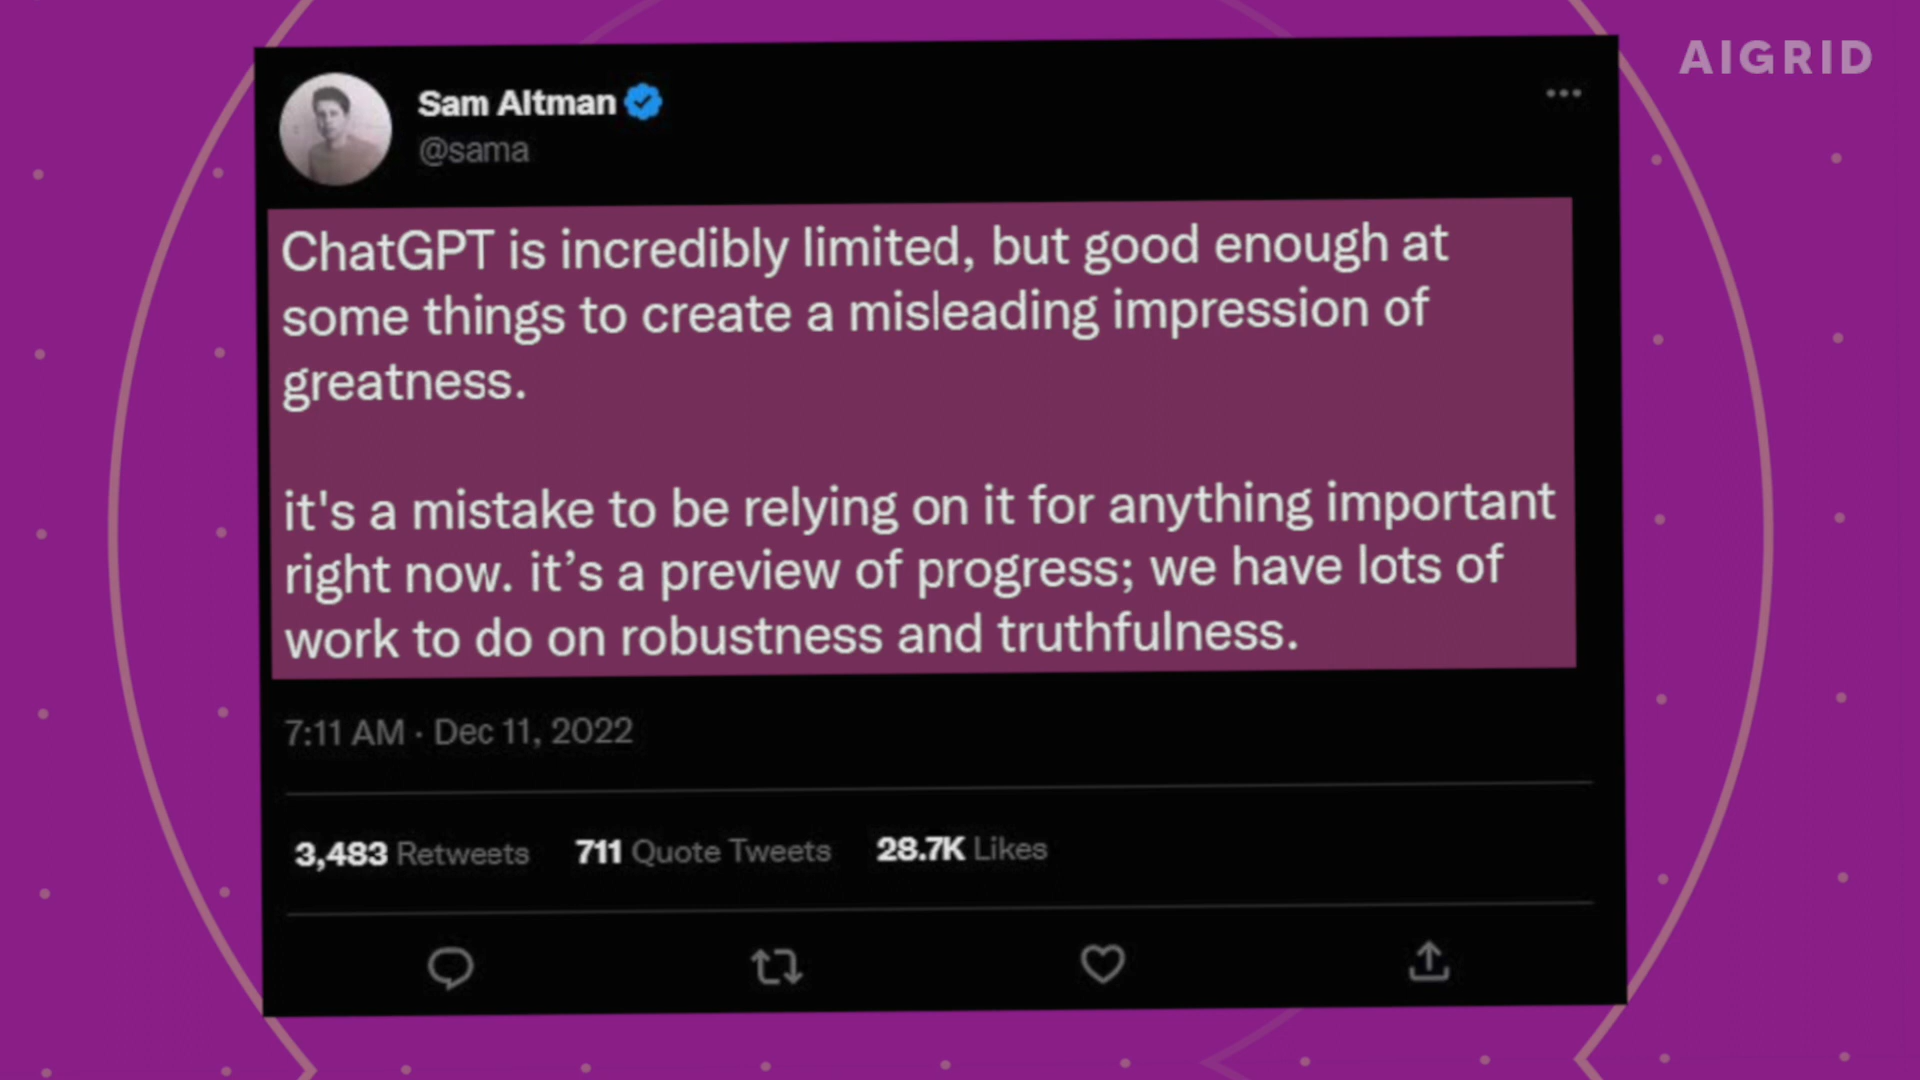 AIGRID
Sam Altman
@sama
ChatGPT is incredibly limited, but good enough at
some things to create a misleading impression of
greatness.
it's a mistake to be relying on it for anything important
right now. it’s a preview of progress; we have lots of
work to do on robustness and truthfulness.
7:11 AM · Dec 11, 2022
3,483 Retweets 711 Quote Tweets 28.7K Likes